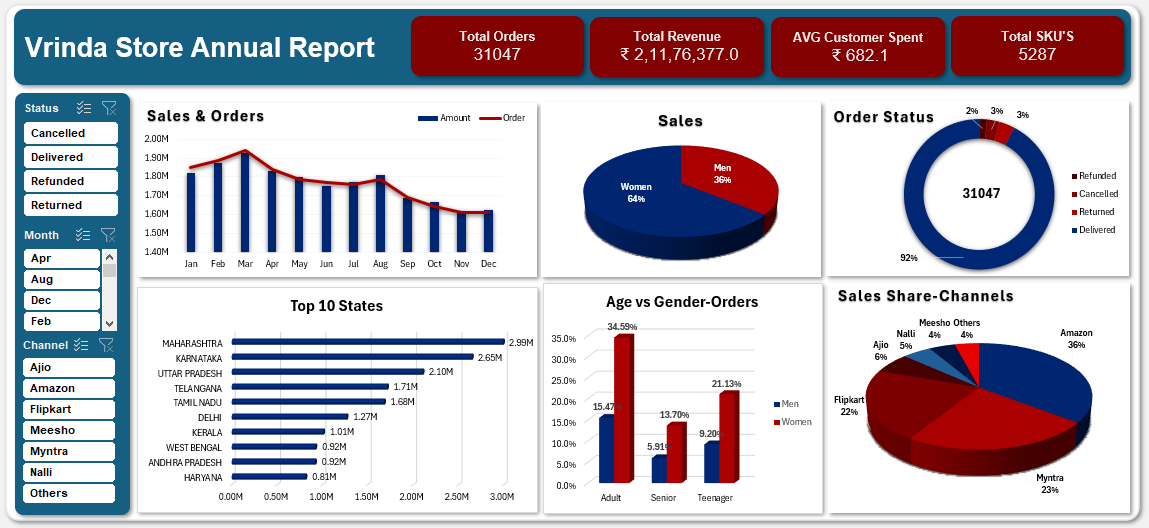 Vrinda Store Annual Report
Total Orders
31047
Total Revenue
₹ 2,11,76,377.0
AVG Customer Spent
₹ 682.1
Total SKU'S
5287
Status
Cancelled
Delivered
Refunded
Returned
Month
Apr
Aug
Dec
Feb
Channel
Ajio
Amazon
Flipkart
Meesho
Myntra
Nalli
Others
Sales & Orders
Amount Order
2.00M
1.90M
1.80M
1.70M
1.60M
1.50M
1.40M
Jan Feb Mar Apr May Jun Jul Aug Sep Oct Nov Dec
Sales
Men
36%
Women
64%
Order Status
2% 3% 3%
31047
92%
Refunded
Cancelled
Returned
Delivered
Top 10 States
MAHARASHTRA 2.99M
KARNATAKA 2.65M
UTTAR PRADESH 2.10M
TELANGANA 1.71M
TAMIL NADU 1.68M
DELHI 1.27M
KERALA 1.01M
WEST BENGAL 0.92M
ANDHRA PRADESH 0.92M
HARYANA 0.81M
0.00M 0.50M 1.00M 1.50M 2.00M 2.50M 3.00M
Age vs Gender-Orders
35.0%
30.0%
25.0%
20.0%
15.0%
10.0%
5.0%
0.0%
15.47% 34.59%
5.91% 13.70%
9.20% 21.13%
Adult Senior Teenager
Men
Women
Sales Share-Channels
Meesho Others
4% 4%
Nalli
5%
Ajio
6%
Amazon
36%
Flipkart
22%
Myntra
23%